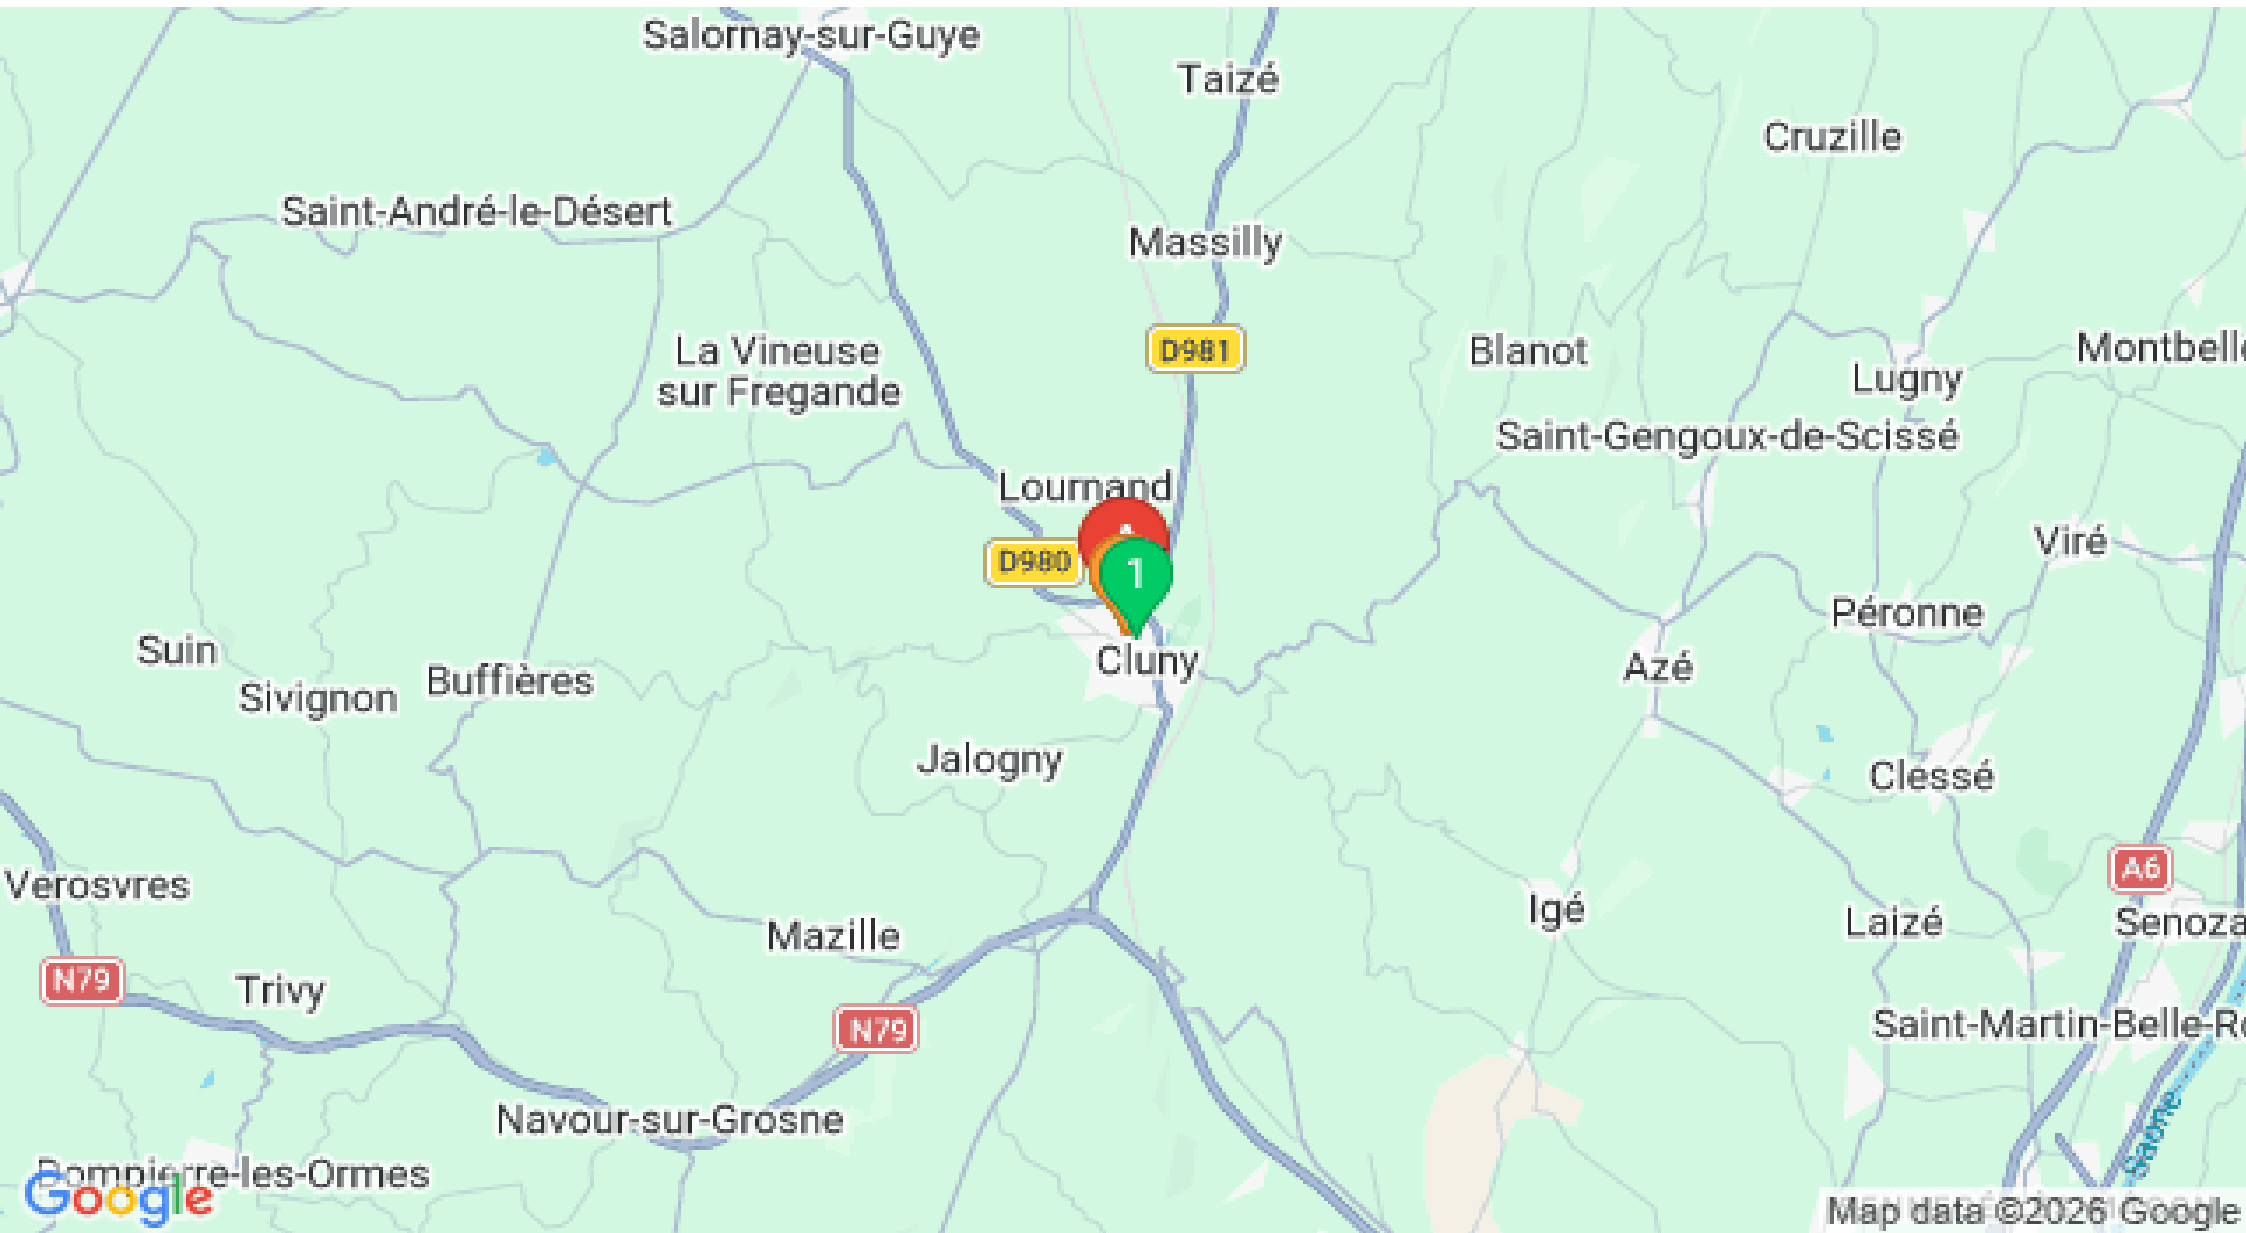 Salornay-sur-Guye
Taizé
Cruzille
Saint-André-le-Désert
Massilly
D981
La Vineuse
sur Fregande
Blanot
Montbelle
Lugny
Saint-Gengoux-de-Scissé
Lournand
D980
1
Viré
Péronne
Suin
Sivignon
Buffières
Cluny
Azé
Jalogny
Clessé
A6
Verosvres
Mazille
Igé
Laizé
Senoza
N79
Trivy
N79
Saint-Martin-Belle-Ro
Navour-sur-Grosne
Saône
Dompierre-les-Ormes
Google
Map data ©2026 Google